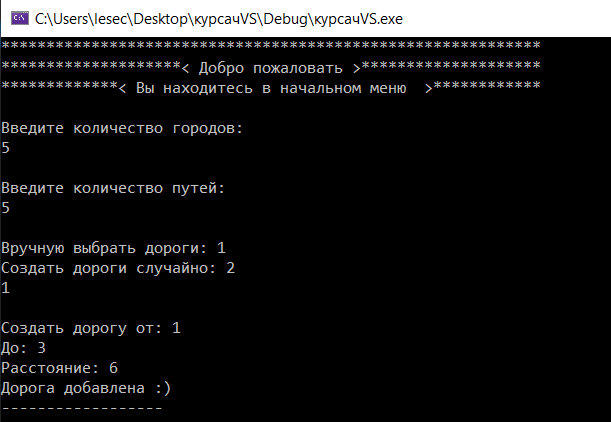 C:\Users\lesec\Desktop\курсачVS\Debug\курсачVS.exe
************************************************************
********************< Добро пожаловать >********************
*************< Вы находитесь в начальном меню  >************
Введите количество городов:
5
Введите количество путей:
5
Вручную выбрать дороги: 1
Создать дороги случайно: 2
1
Создать дорогу от: 1
До: 3
Расстояние: 6
Дорога добавлена :)
------------------